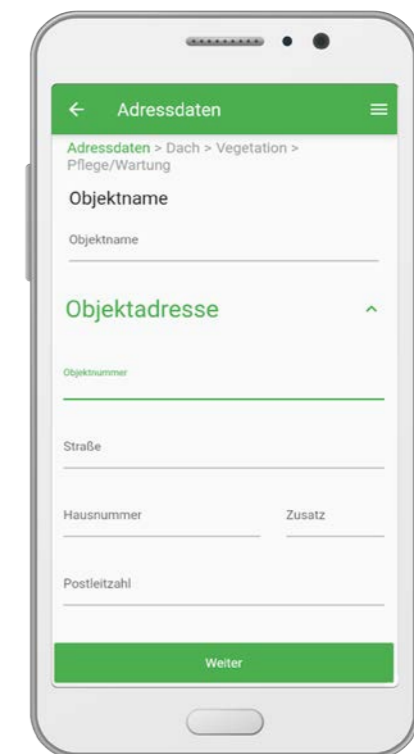 Adressdaten
Adressdaten > Dach > Vegetation >
Pflege/Wartung
Objektname
Objektname
Objektadresse
Objektnummer
Straße
Hausnummer Zusatz
Postleitzahl
Weiter